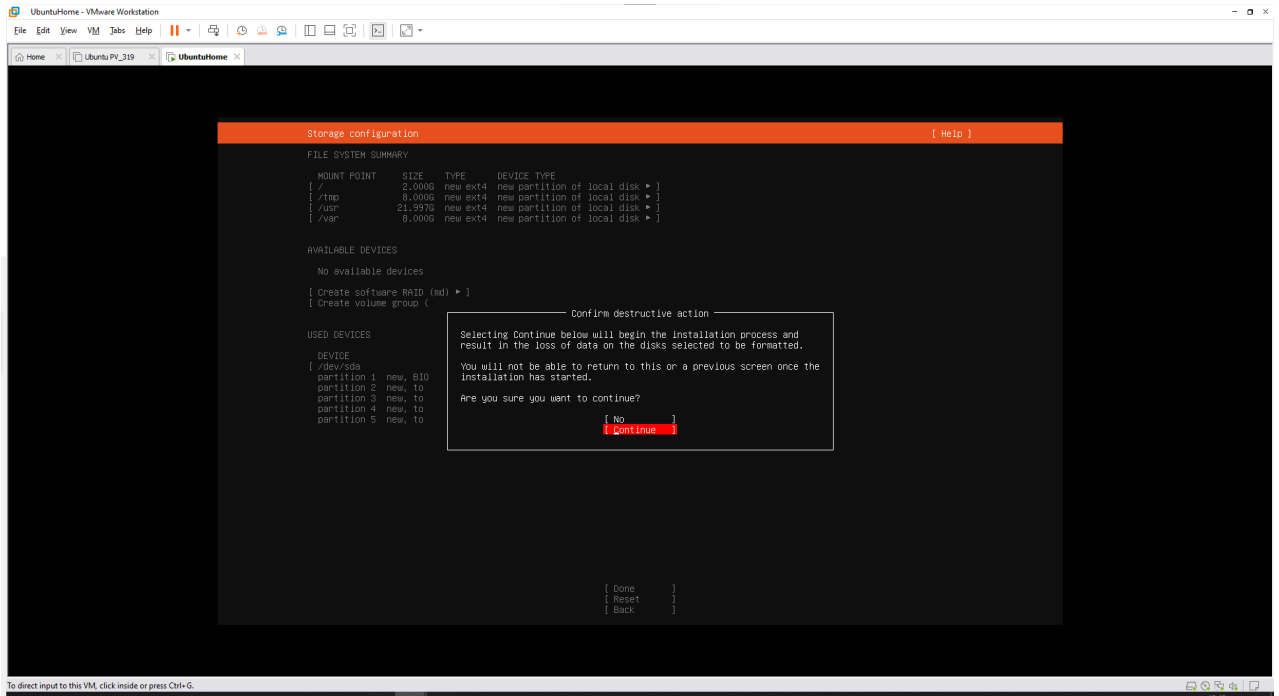 UbuntuHome - VMware Workstation
File Edit View VM Tabs Help
Home Ubuntu PV_319 UbuntuHome
Storage configuration [ Help ]
FILE SYSTEM SUMMARY
MOUNT POINT SIZE TYPE DEVICE TYPE
[ / 2.000G new ext4 new partition of local disk ▸ ]
[ /tmp 8.000G new ext4 new partition of local disk ▸ ]
[ /usr 21.997G new ext4 new partition of local disk ▸ ]
[ /var 8.000G new ext4 new partition of local disk ▸ ]
AVAILABLE DEVICES
No available devices
[ Create software RAID (md) ▸ ]
[ Create volume group (
USED DEVICES
DEVICE
[ /dev/sda
partition 1 new, BIO
partition 2 new, to
partition 3 new, to
partition 4 new, to
partition 5 new, to
Confirm destructive action
Selecting Continue below will begin the installation process and
result in the loss of data on the disks selected to be formatted.
You will not be able to return to this or a previous screen once the
installation has started.
Are you sure you want to continue?
[ No ]
[ Continue ]
[ Done ]
[ Reset ]
[ Back ]
To direct input to this VM, click inside or press Ctrl+G.